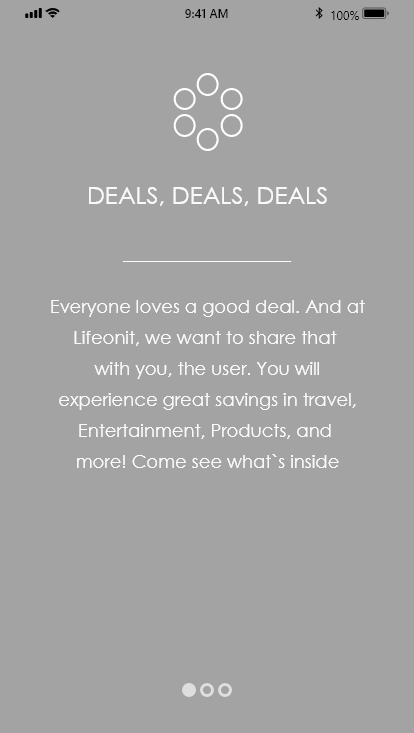 9:41 AM
100%
DEALS, DEALS, DEALS
Everyone loves a good deal. And at
Lifeonit, we want to share that
with you, the user. You will
experience great savings in travel,
Entertainment, Products, and
more! Come see what`s inside